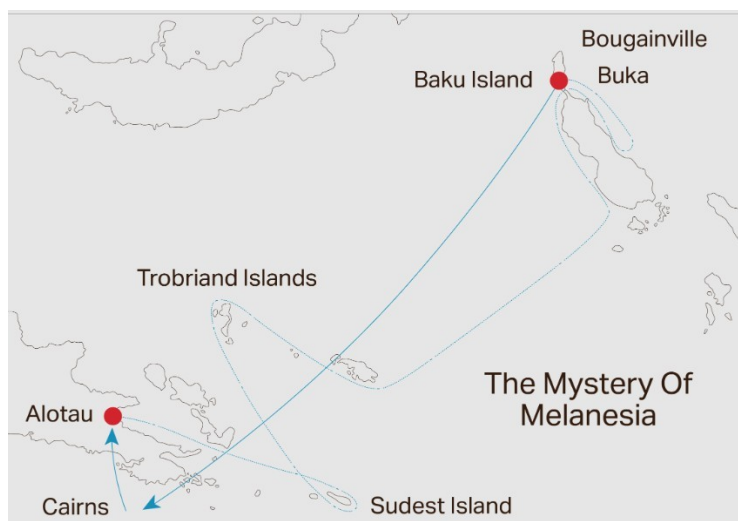 Bougainville
Baku Island
Buka
Trobriand Islands
The Mystery Of
Melanesia
Alotau
Cairns
Sudest Island